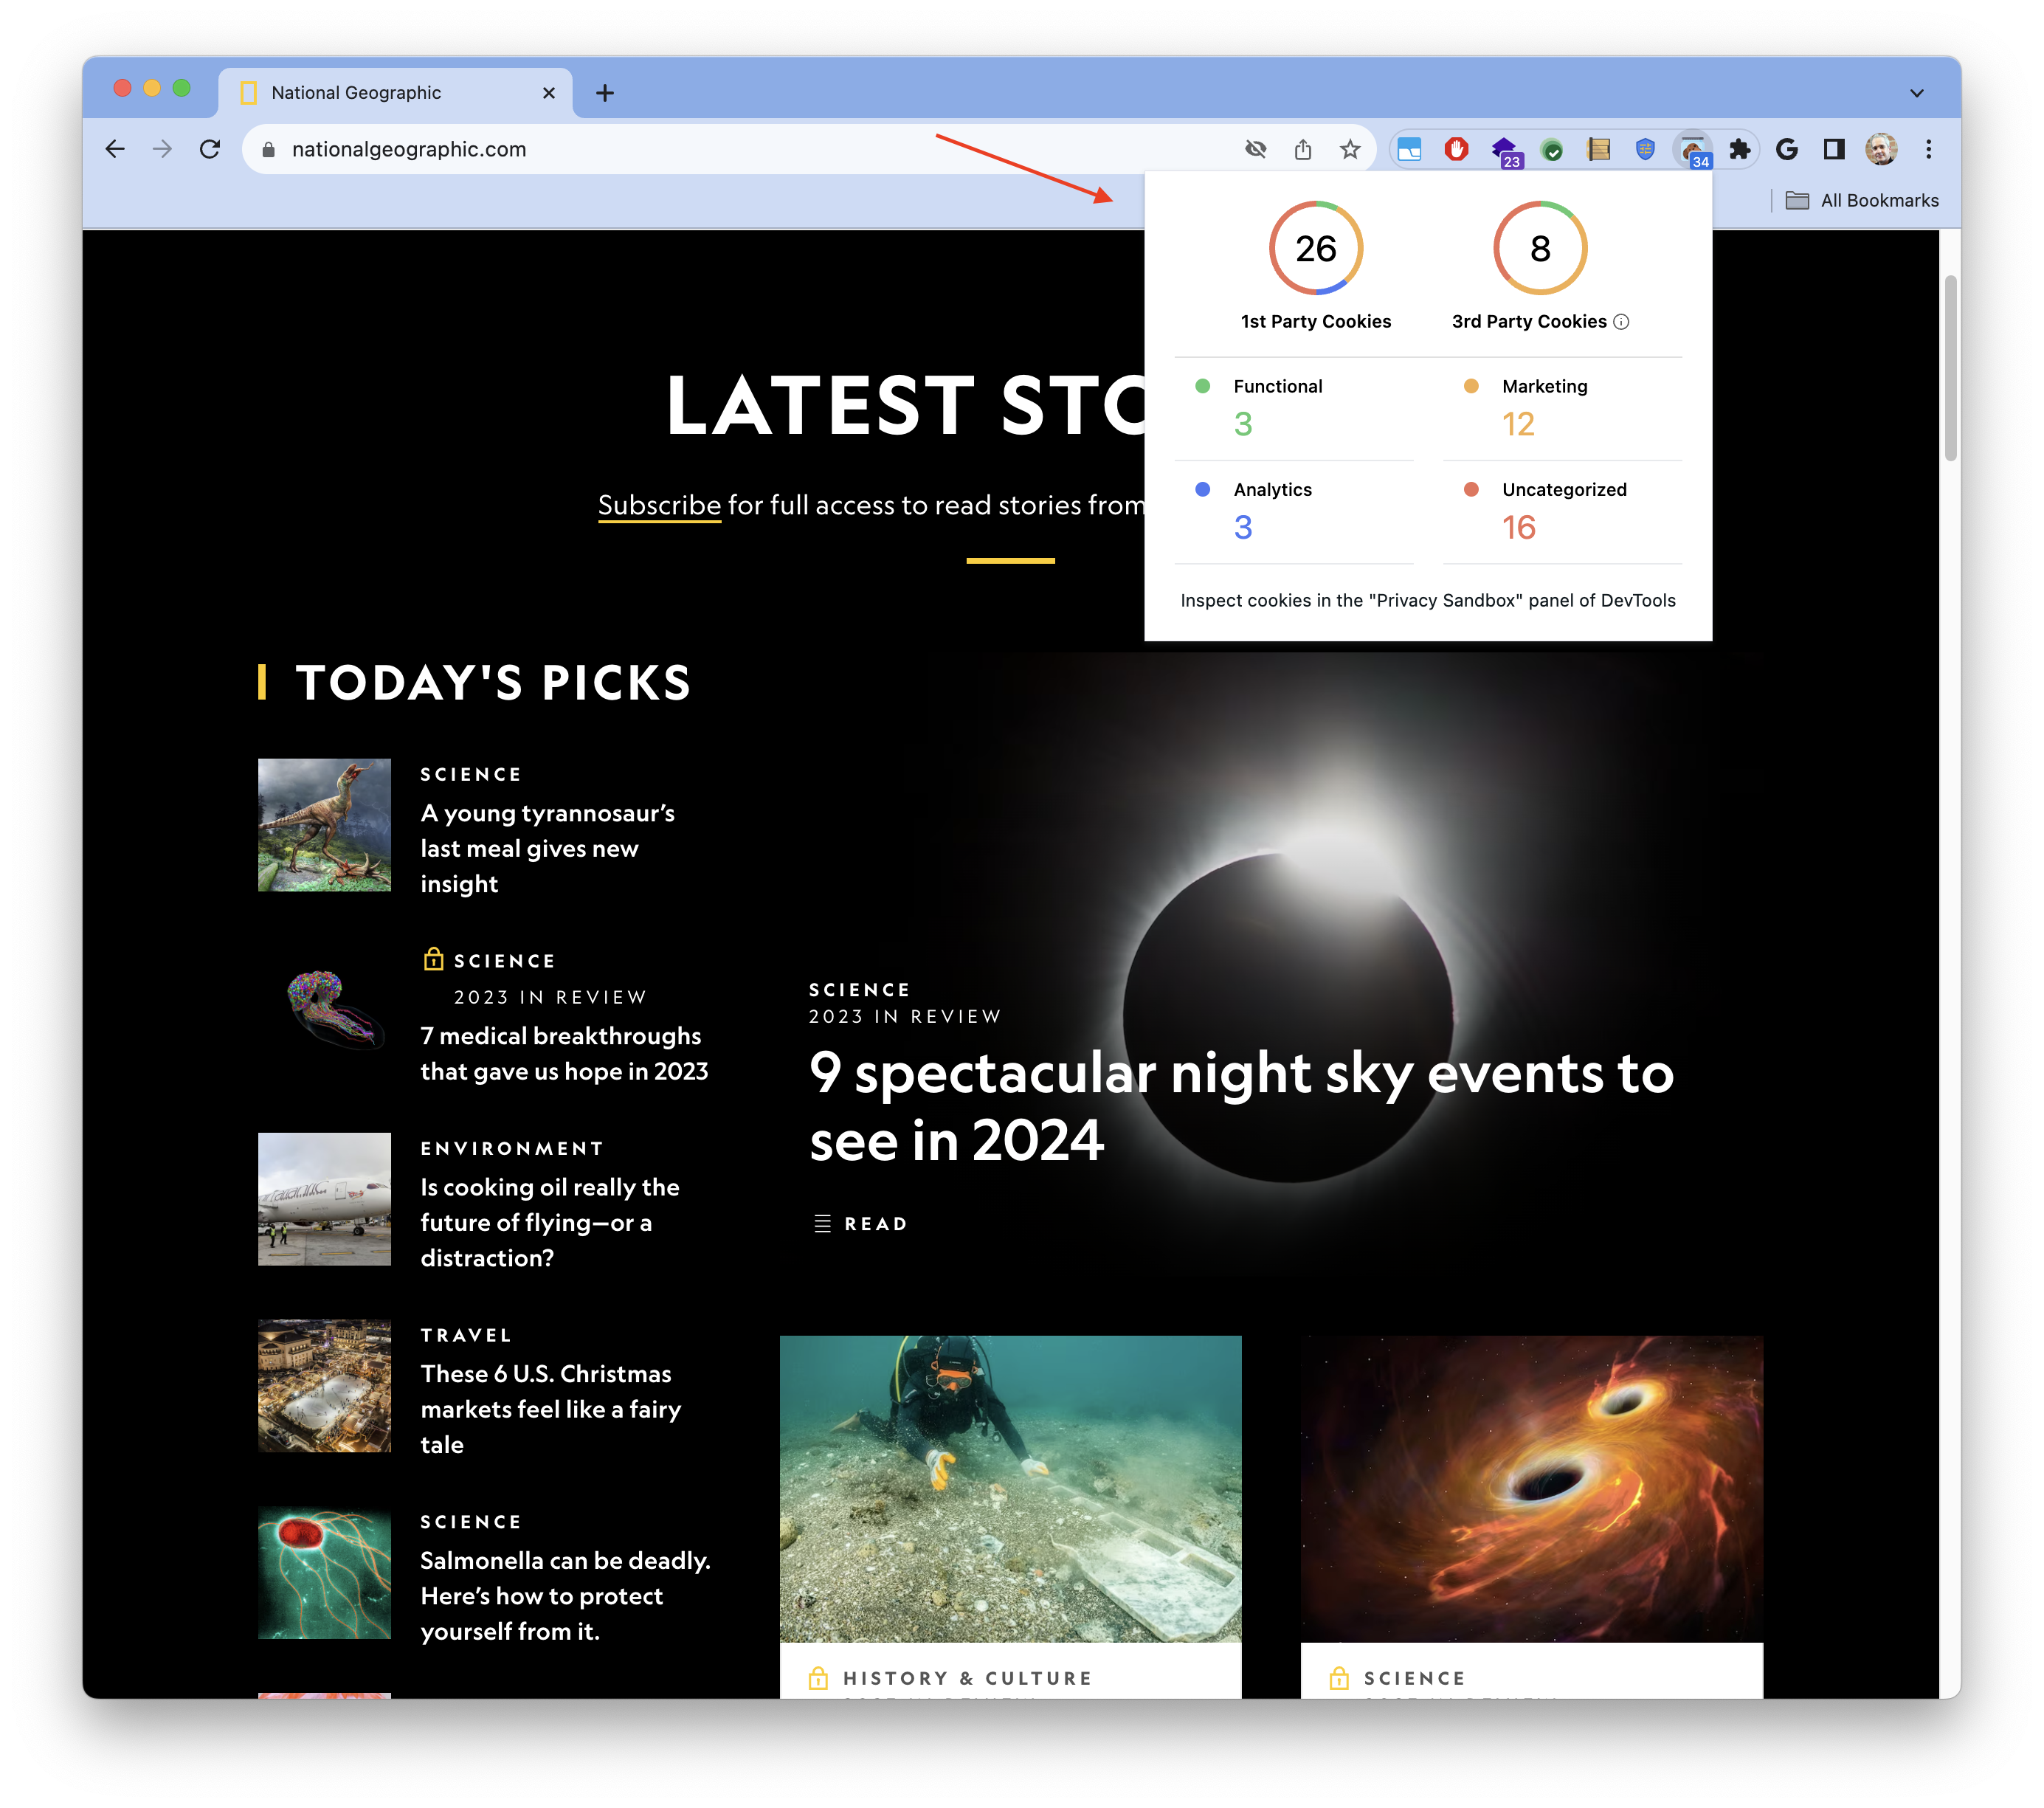 National Geographic
nationalgeographic.com
23
34
All Bookmarks
26
8
1st Party Cookies
3rd Party Cookies
Functional
3
Marketing
12
Analytics
3
Uncategorized
16
Inspect cookies in the "Privacy Sandbox" panel of DevTools
LATEST STO
Subscribe for full access to read stories from
TODAY'S PICKS
SCIENCE
A young tyrannosaur's
last meal gives new
insight
SCIENCE
2023 IN REVIEW
7 medical breakthroughs
that gave us hope in 2023
ENVIRONMENT
Is cooking oil really the
future of flying—or a
distraction?
TRAVEL
These 6 U.S. Christmas
markets feel like a fairy
tale
SCIENCE
Salmonella can be deadly.
Here's how to protect
yourself from it.
SCIENCE
2023 IN REVIEW
9 spectacular night sky events to
see in 2024
READ
HISTORY & CULTURE
SCIENCE